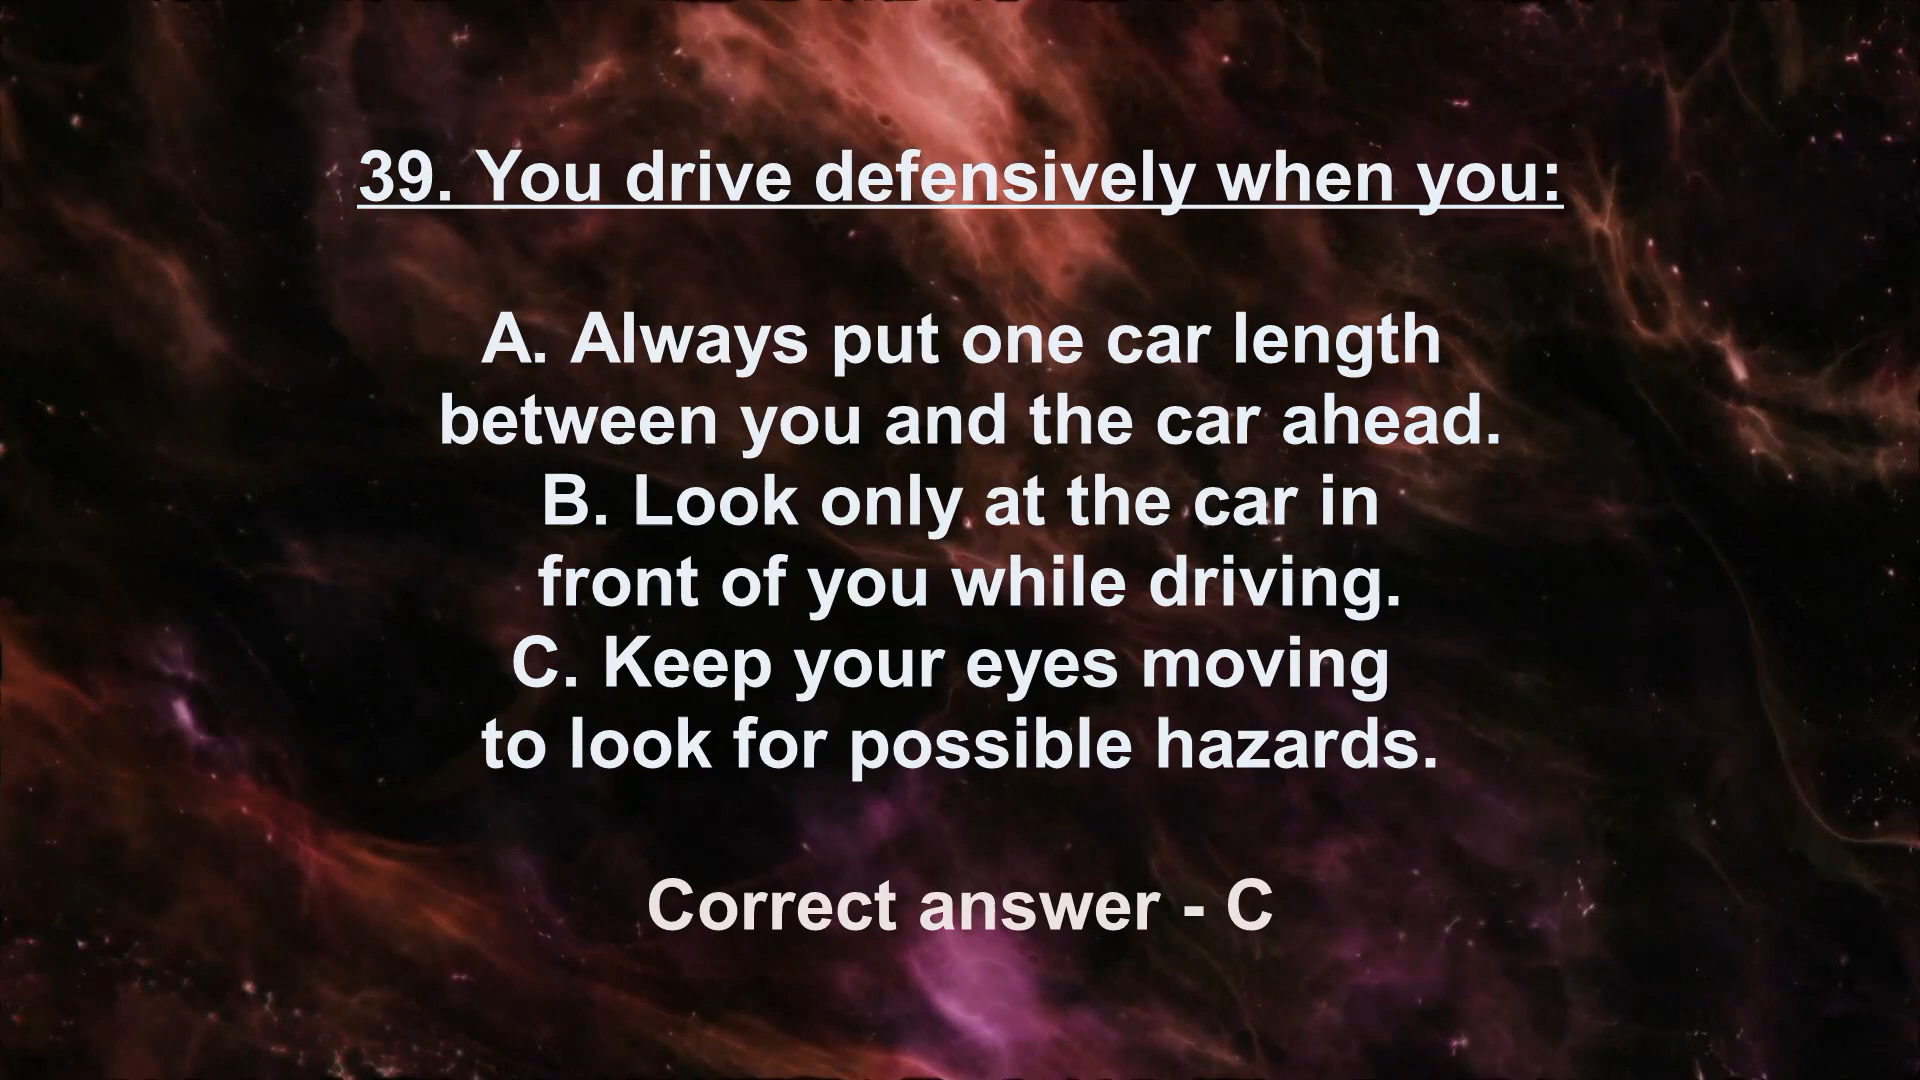 39. You drive defensively when you:
A. Always put one car length
between you and the car ahead.
B. Look only at the car in
front of you while driving.
C. Keep your eyes moving
to look for possible hazards.
Correct answer - C